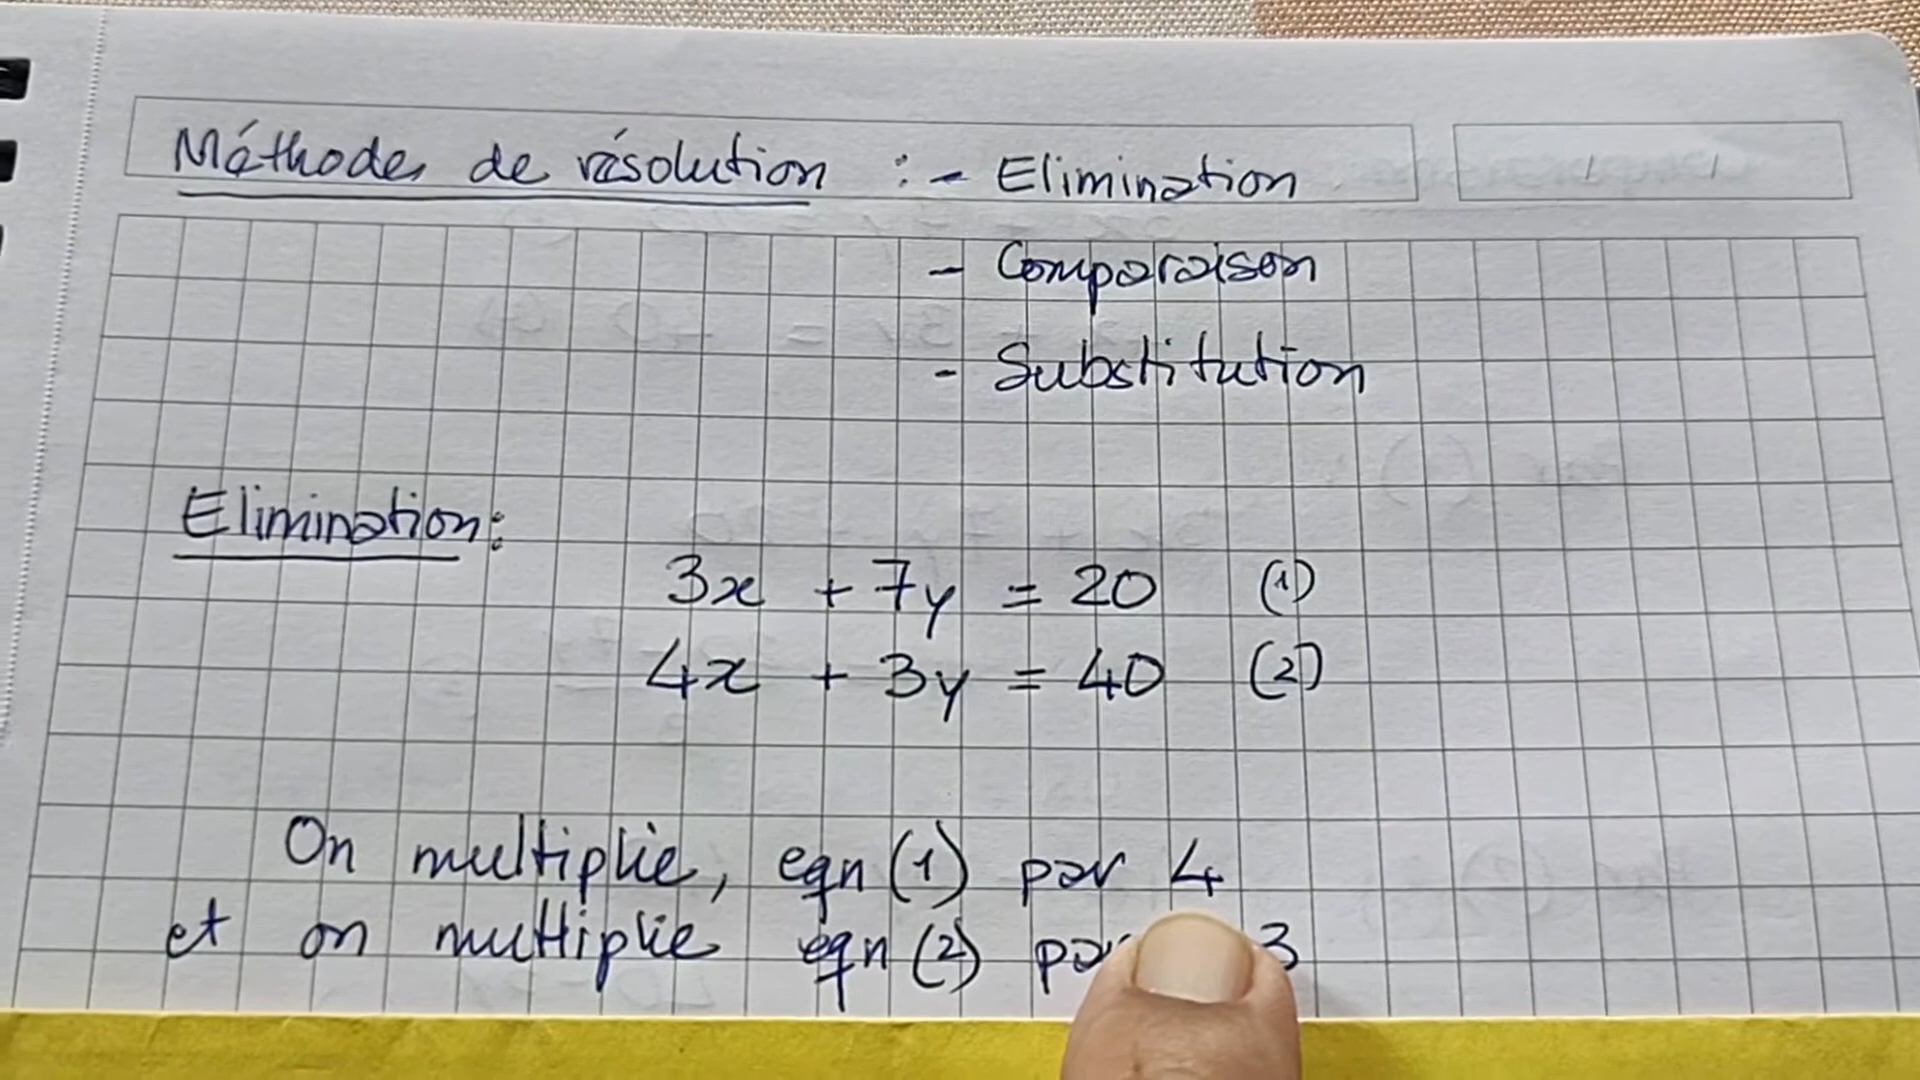 Méthodes de résolution : - Elimination
- Comparaison
- Substitution
Elimination:
3x + 7y = 20 (1)
4x + 3y = 40 (2)
On multiplie, eqn (1) par 4
et on multiplie eqn (2) par 3